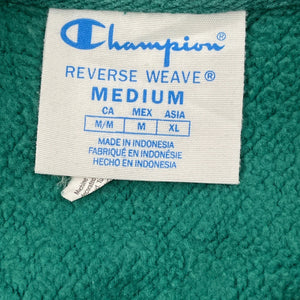 Champion
REVERSE WEAVE®
MEDIUM
CA MEX ASIA
M/M M XL
MADE IN INDONESIA
FABRIQUÉ EN INDONÉSIE
HECHO EN INDONESIA